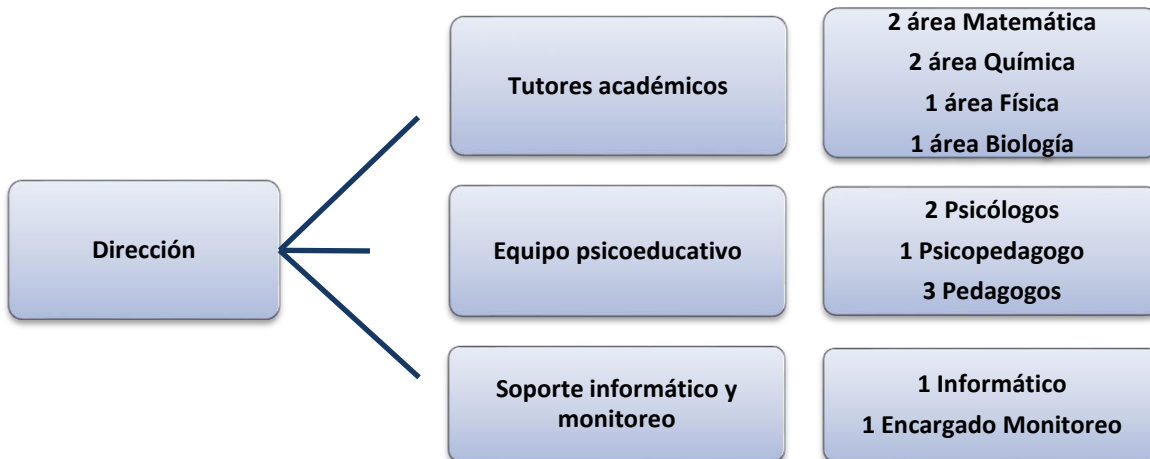 Dirección
Tutores académicos
2 área Matemática
2 área Química
1 área Física
1 área Biología
Equipo psicoeducativo
2 Psicólogos
1 Psicopedagogo
3 Pedagogos
Soporte informático y
monitoreo
1 Informático
1 Encargado Monitoreo